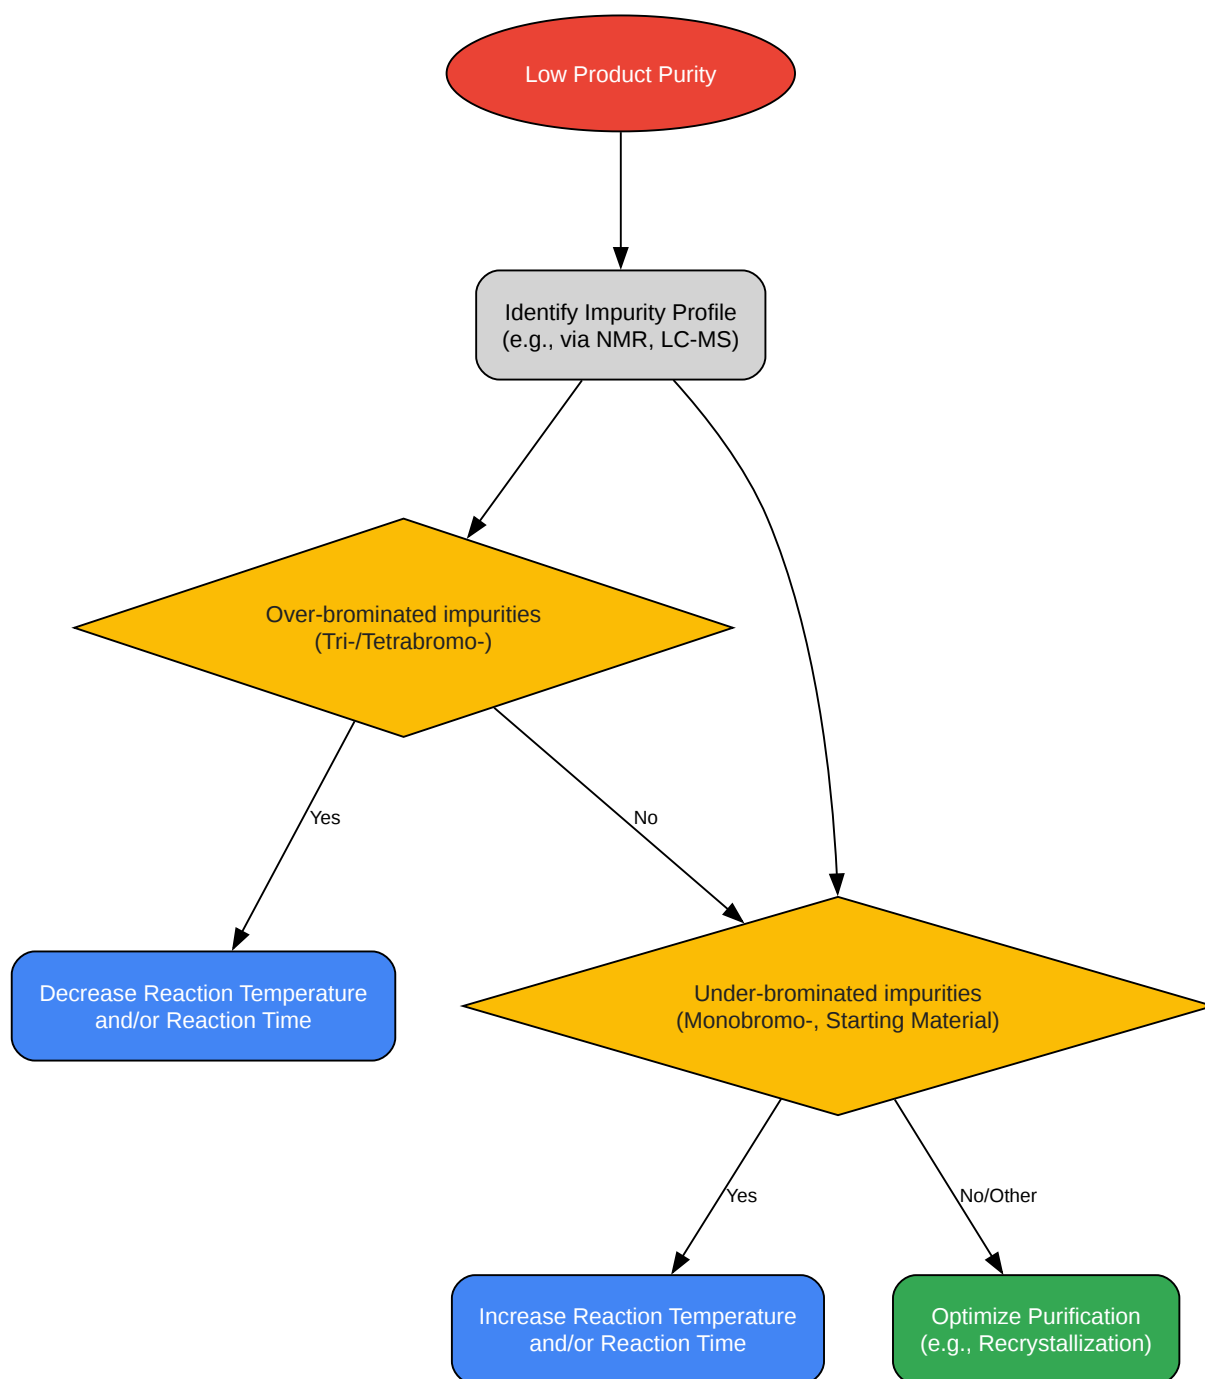 Low Product Purity
Identify Impurity Profile
(e.g., via NMR, LC-MS)
Over-brominated impurities
(Tri-/Tetrabromo-)
Yes
No
Decrease Reaction Temperature
and/or Reaction Time
Under-brominated impurities
(Monobromo-, Starting Material)
Yes
No/Other
Increase Reaction Temperature
and/or Reaction Time
Optimize Purification
(e.g., Recrystallization)